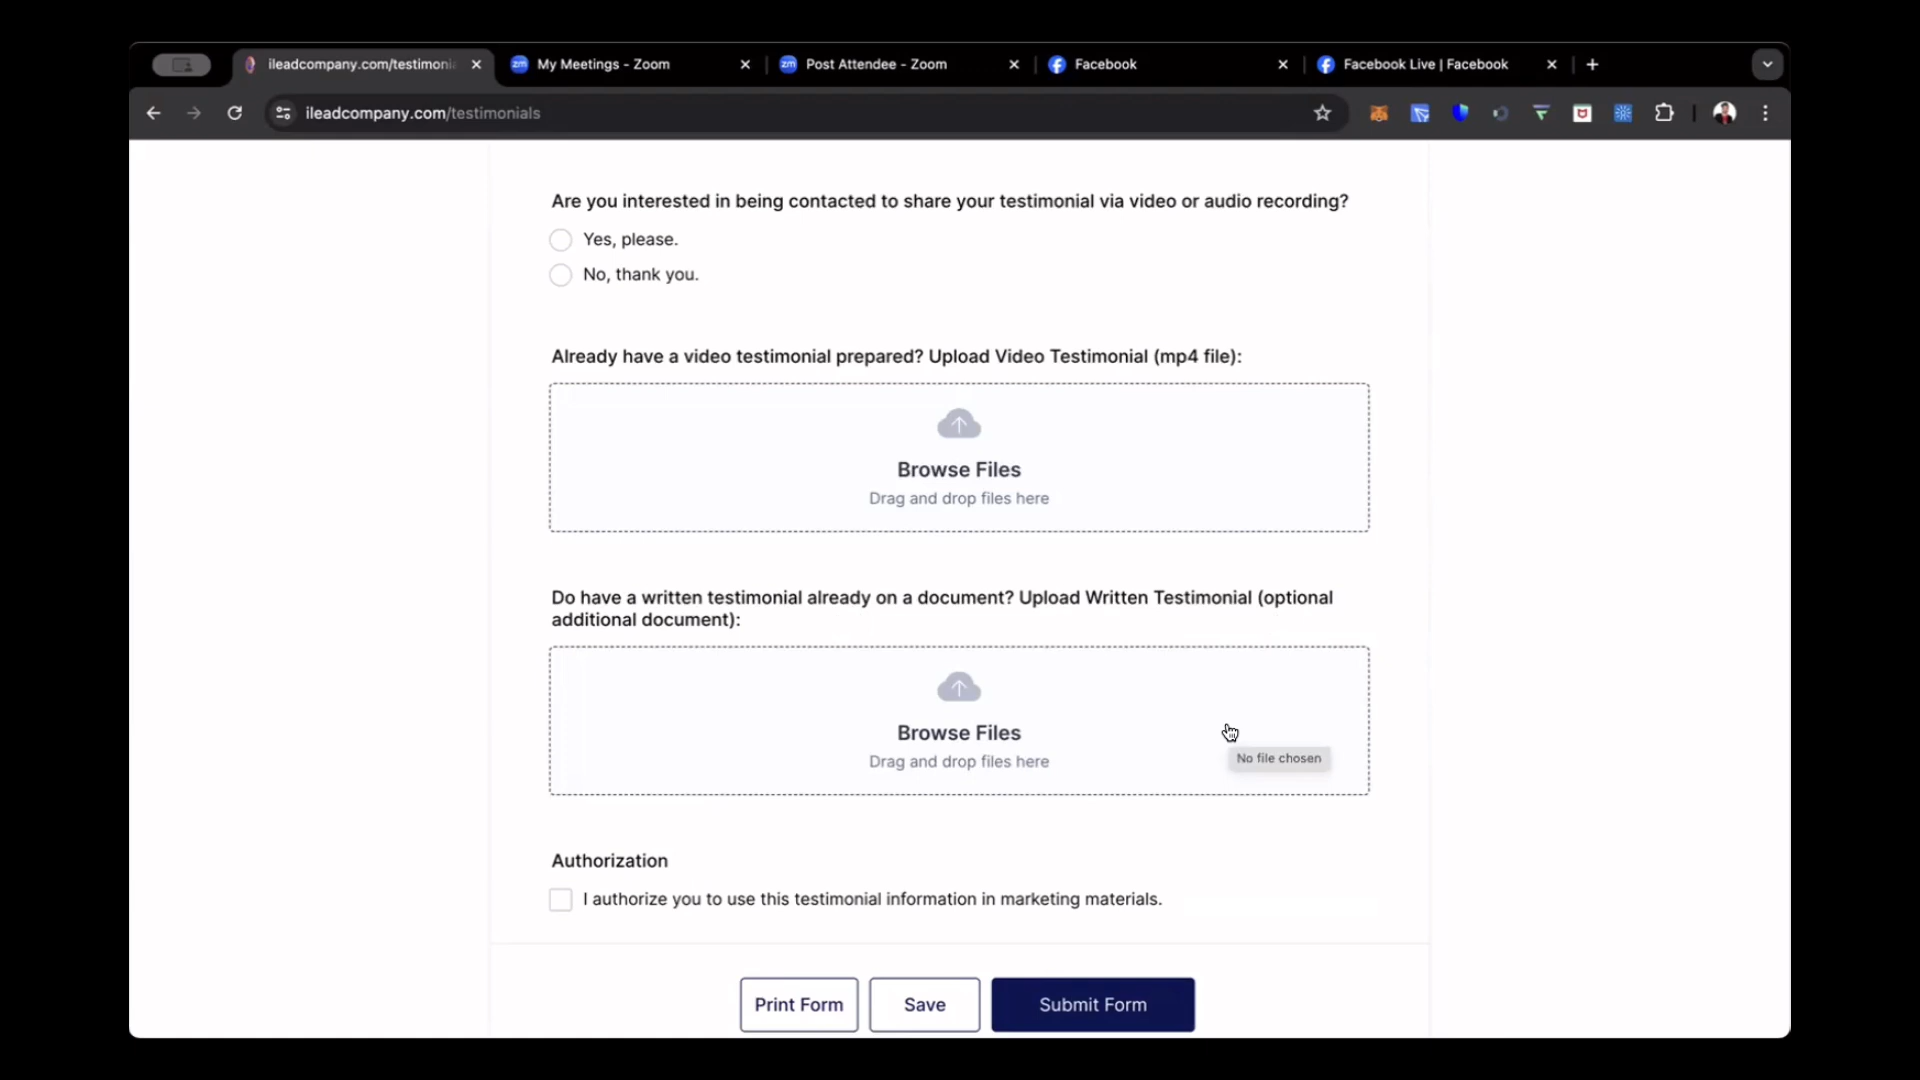 ileadcompany.com/testimoni
My Meetings - Zoom
Post Attendee - Zoom
Facebook
Facebook Live | Facebook
ileadcompany.com/testimonials
Are you interested in being contacted to share your testimonial via video or audio recording?
Yes, please.
No, thank you.
Already have a video testimonial prepared? Upload Video Testimonial (mp4 file):
Browse Files
Drag and drop files here
Do have a written testimonial already on a document? Upload Written Testimonial (optional
additional document):
Browse Files
Drag and drop files here
No file chosen
Authorization
I authorize you to use this testimonial information in marketing materials.
Print Form
Save
Submit Form